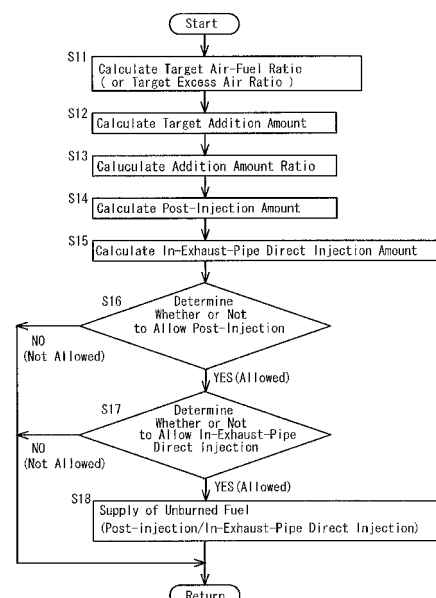 Start
S11
Calculate Target Air-Fuel Ratio
( or Target Excess Air Ratio )
S12
Calculate Target Addition Amount
S13
Caluculate Addition Amount Ratio
S14
Calculate Post-Injection Amount
S15
Calculate In-Exhaust-Pipe Direct Injection Amount
S16
Determine
Whether or Not
to Allow Post-Injection
NO
(Not Allowed)
YES(Allowed)
S17
Determine
Whether or Not
to Allow In-Exhaust-Pipe
Direct Injection
NO
(Not Allowed)
YES(Allowed)
S18
Supply of Unburned Fuel
(Post-injection/In-Exhaust-Pipe Direct Injection)
Return